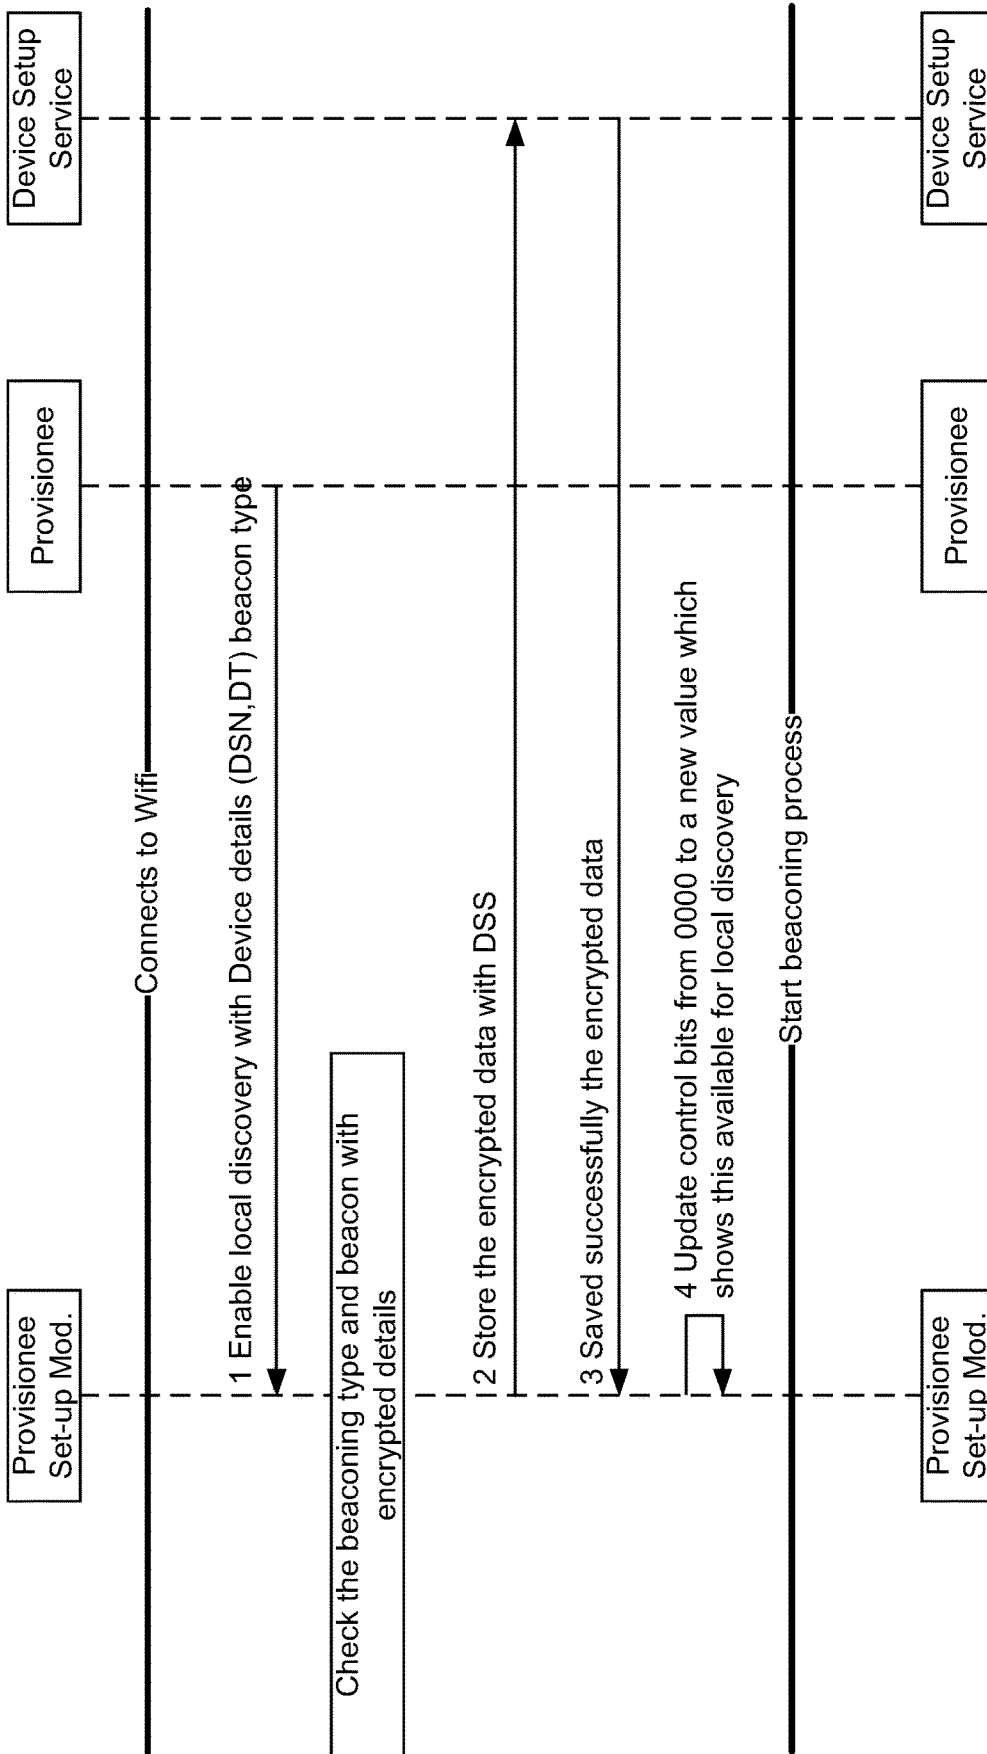 Provisionee
Set-up Mod.
Provisionee
Device Setup
Service
Connects to Wifi
1 Enable local discovery with Device details (DSN,DT) beacon type
Check the beaconing type and beacon with
encrypted details
2 Store the encrypted data with DSS
3 Saved successfully the encrypted data
4 Update control bits from 0000 to a new value which
shows this available for local discovery
Start beaconing process
Provisionee
Set-up Mod.
Provisionee
Device Setup
Service